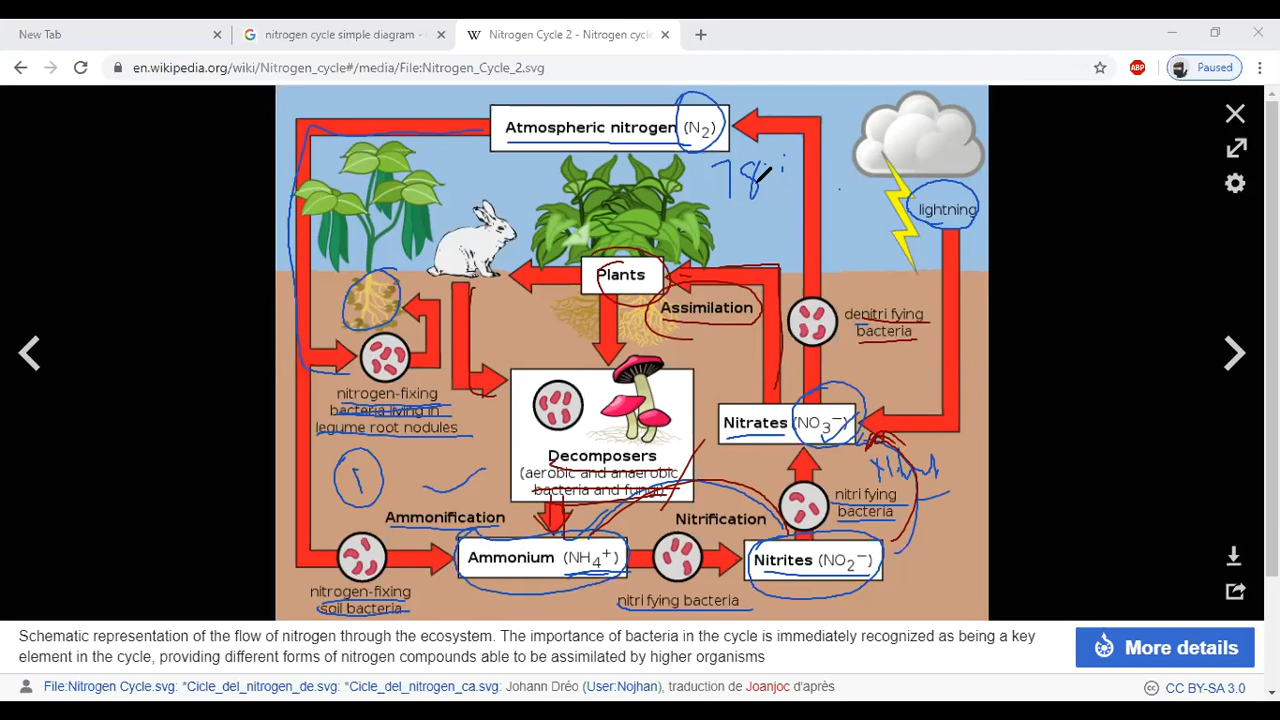 New Tab
nitrogen cycle simple diagram -
Nitrogen Cycle 2 - Nitrogen cycle
en.wikipedia.org/wiki/Nitrogen_cycle#/media/File:Nitrogen_Cycle_2.svg
ABP
Paused
Atmospheric nitrogen (N2)
78
lightning
Plants
Assimilation
denitri fying
bacteria
nitrogen-fixing
bacteria living in
legume root nodules
Nitrates (NO3−)
Decomposers
(aerobic and anaerobic
bacteria and fungi)
1
nitri fying
bacteria
Ammonification
Nitrification
Ammonium (NH4+)
Nitrites (NO2−)
nitrogen-fixing
soil bacteria
nitri fying bacteria
Schematic representation of the flow of nitrogen through the ecosystem. The importance of bacteria in the cycle is immediately recognized as being a key
element in the cycle, providing different forms of nitrogen compounds able to be assimilated by higher organisms
More details
File:Nitrogen Cycle.svg: *Cicle_del_nitrogen_de.svg: *Cicle_del_nitrogen_ca.svg: Johann Dréo (User:Nojhan), traduction de Joanjoc d'après
CC BY-SA 3.0